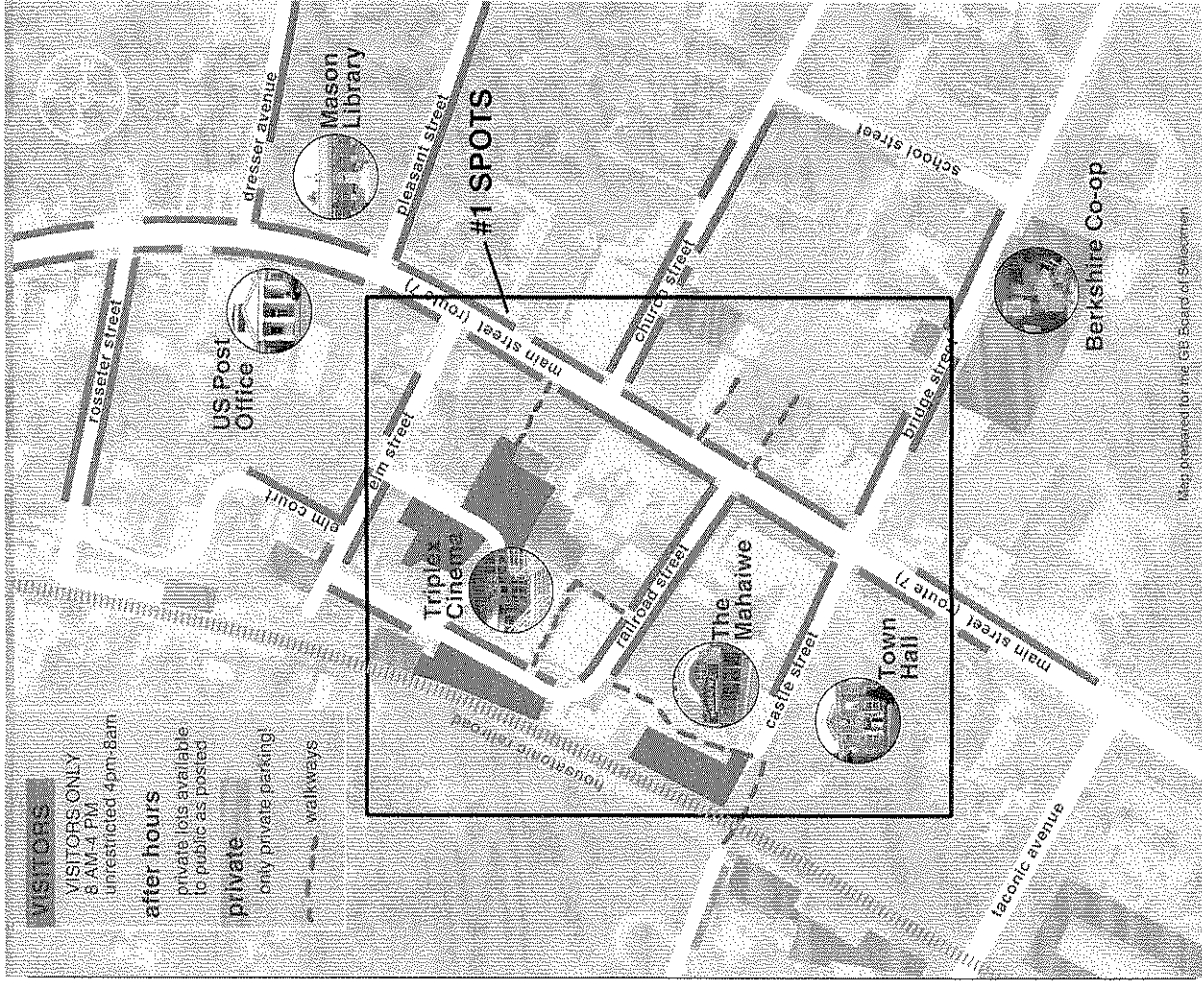 VISITORS
VISITORS ONLY
8 AM-4 PM
unrestricted 4pm-8am
after hours
private lots available
to public as posted
private
only private parking!
walkways
rosseter street
US Post
Office
dresser avenue
Mason
Library
pleasant street
#1 SPOTS
elm court
elm street
elm
main street (route 7)
Triplex
Cinema
church street
school street
railroad street
housatonic railroad
The
Mahaiwe
castle street
bridge street
Town
Hall
main street (route 7)
Berkshire Co-op
taconic avenue
Map prepared for the GB Board of Selectmen